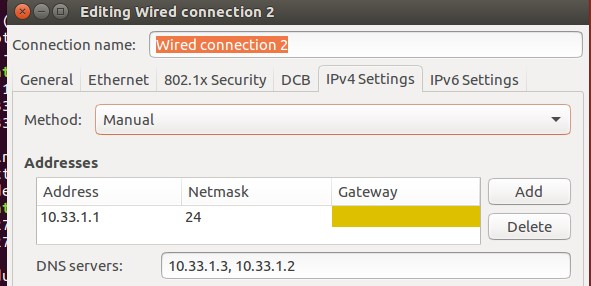 Editing Wired connection 2
Connection name: Wired connection 2
General Ethernet 802.1x Security DCB IPv4 Settings IPv6 Settings
Method: Manual
Addresses
Address Netmask Gateway Add
10.33.1.1 24
Delete
DNS servers: 10.33.1.3, 10.33.1.2